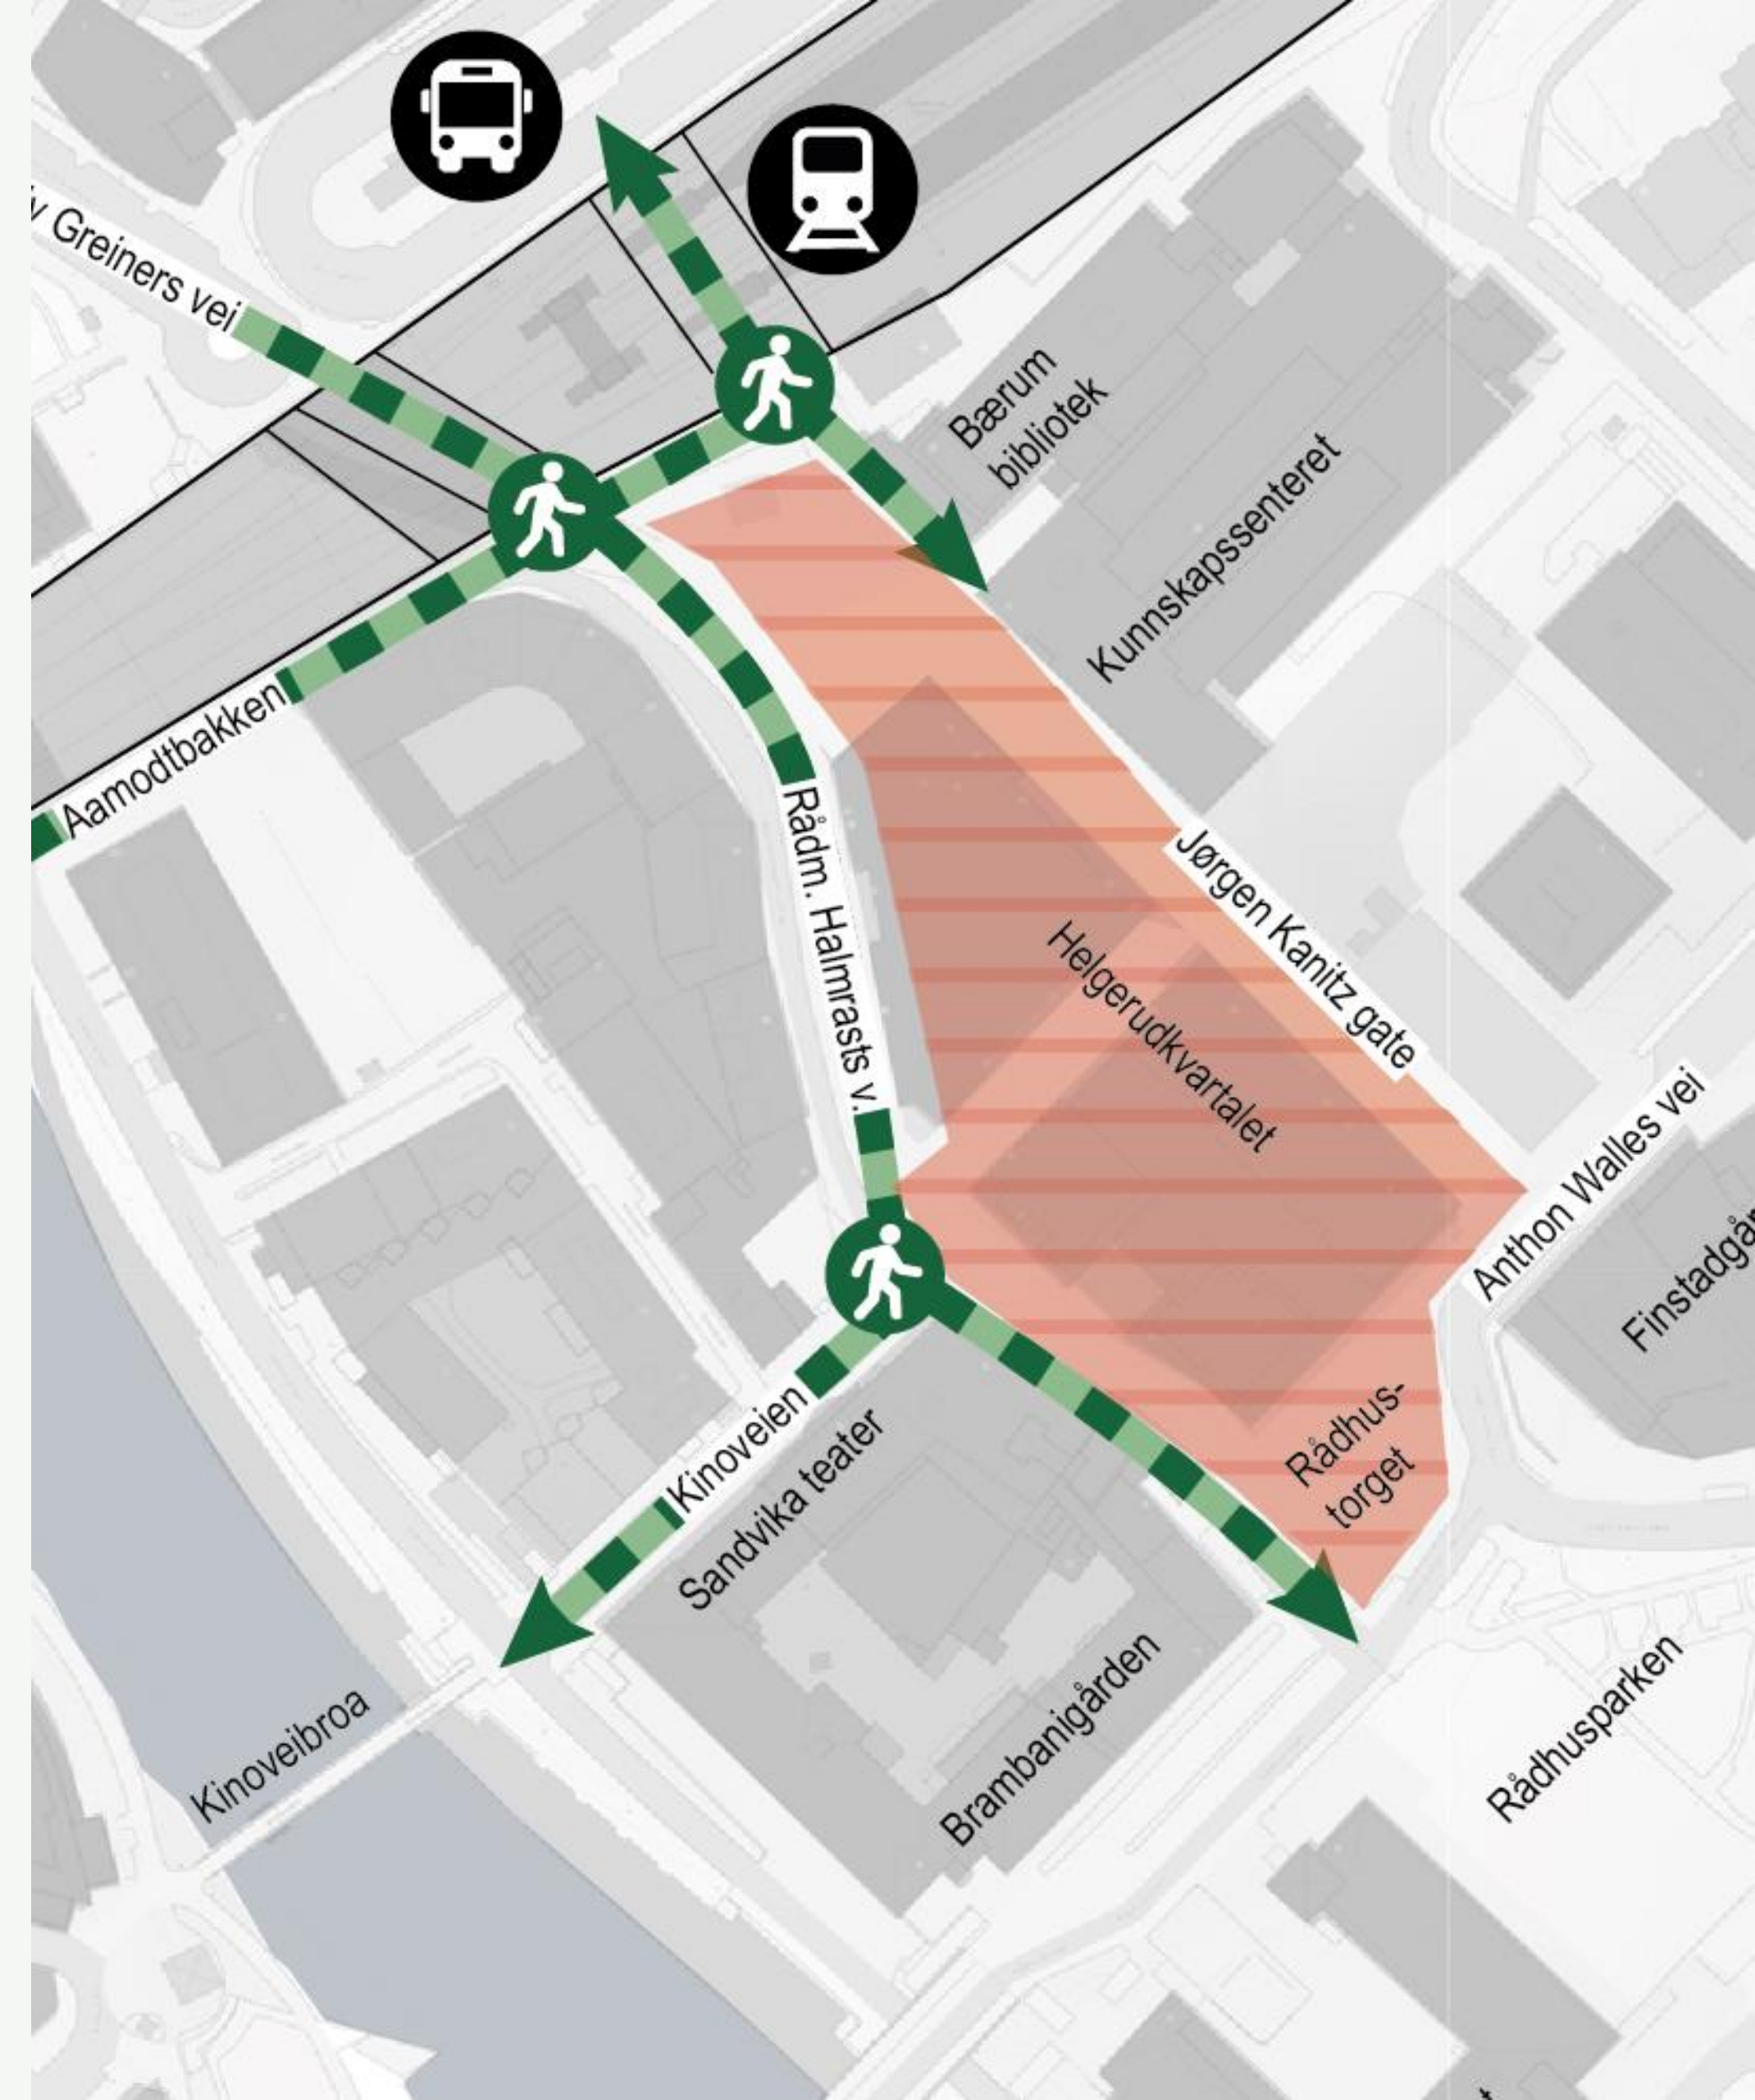 y Greiners vei
Bærum
bibliotek
Kunnskapssenteret
Aamodtbakken
Rådm. Halmrasts v.
Jørgen Kanitz gate
Helgerudkvartalet
Anthon Walles vei
Rådhus-
torget
Kinoveien
Sandvika teater
Brambanigården
Rådhusparken
Kinoveibroa